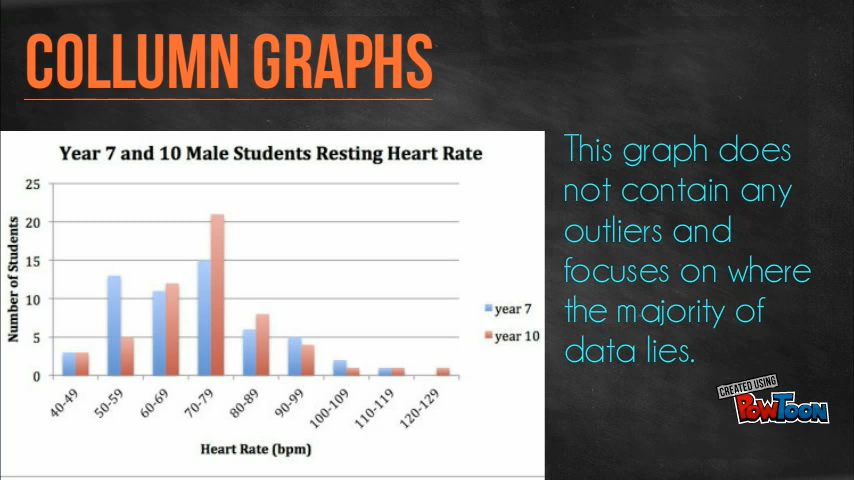 COLLUMN GRAPHS
Year 7 and 10 Male Students Resting Heart Rate
25
20
15
10
5
0
Number of Students
40-49
50-59
60-69
70-79
80-89
90-99
100-109
110-119
120-129
Heart Rate (bpm)
year 7
year 10
This graph does
not contain any
outliers and
focuses on where
the majority of
data lies.
CREATED USING
POWTOON